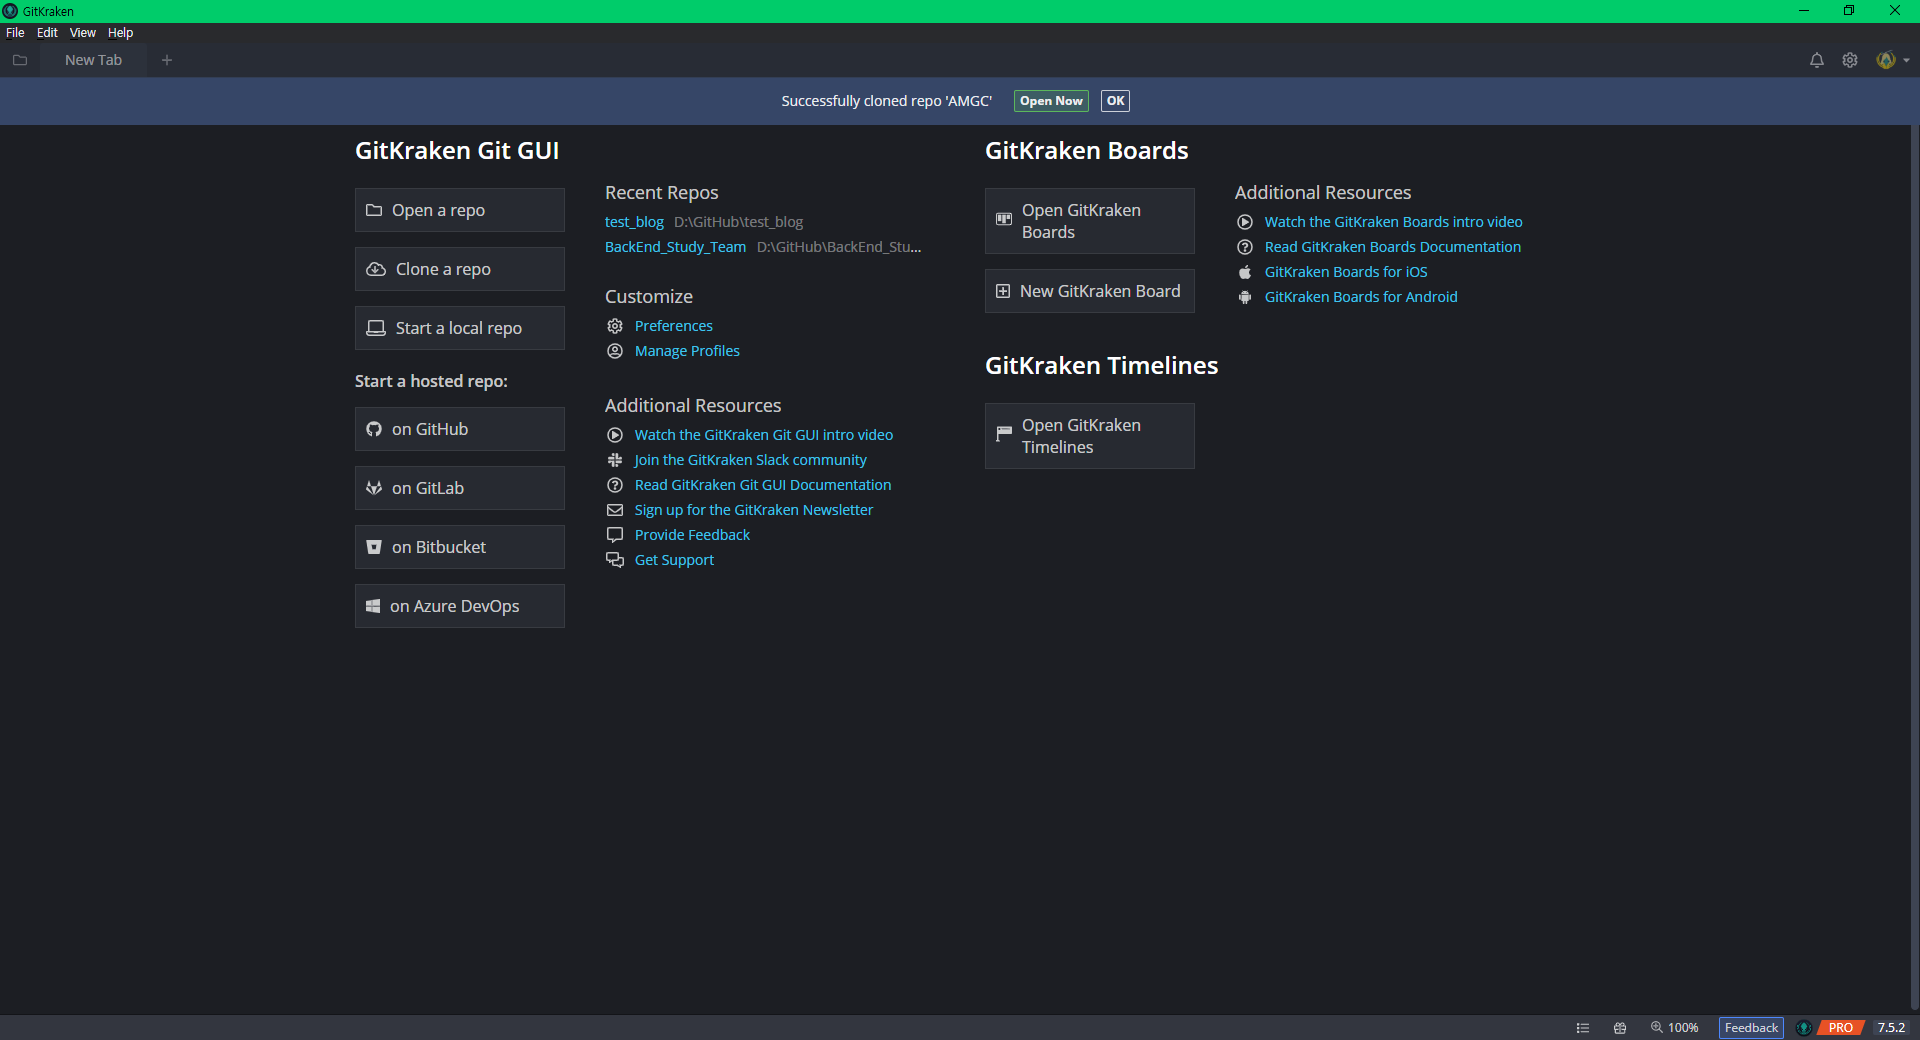 GitKraken
File Edit View Help
New Tab
Successfully cloned repo 'AMGC' Open Now OK
GitKraken Git GUI
Open a repo
Clone a repo
Start a local repo
Start a hosted repo:
on GitHub
on GitLab
on Bitbucket
on Azure DevOps
Recent Repos
test_blog D:\GitHub\test_blog
BackEnd_Study_Team D:\GitHub\BackEnd_Stu...
Customize
Preferences
Manage Profiles
Additional Resources
Watch the GitKraken Git GUI intro video
Join the GitKraken Slack community
Read GitKraken Git GUI Documentation
Sign up for the GitKraken Newsletter
Provide Feedback
Get Support
GitKraken Boards
Open GitKraken
Boards
New GitKraken Board
Additional Resources
Watch the GitKraken Boards intro video
Read GitKraken Boards Documentation
GitKraken Boards for iOS
GitKraken Boards for Android
GitKraken Timelines
Open GitKraken
Timelines
100% Feedback PRO 7.5.2